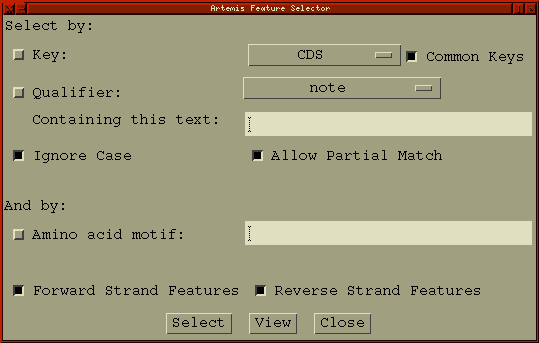 Artemis Feature Selector
Select by:
Key: CDS Common Keys
Qualifier: note
Containing this text:
Ignore Case Allow Partial Match
And by:
Amino acid motif:
Forward Strand Features Reverse Strand Features
Select View Close